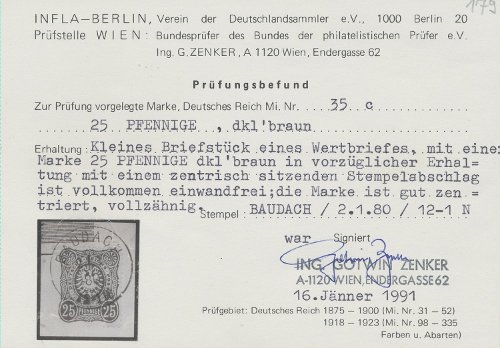 179
INFLA-BERLIN, Verein der Deutschlandsammler e.V., 1000 Berlin 20
Prüfstelle WIEN: Bundesprüfer des Bundes der philatelistischen Prüfer e.V.
Ing. G. ZENKER, A 1120 Wien, Endergasse 62
Prüfungsbefund
Zur Prüfung vorgelegte Marke, Deutsches Reich Mi. Nr. 35 c
25 PFENNIGE , dkl'braun
Erhaltung: Kleines Briefstück eines Wertbriefes, mit eine:
Marke 25 PFENNIGE dkl'braun in vorzüglicher Erhal=
tung mit einem zentrisch sitzenden Stempelabschlag
ist vollkommen einwandfrei;die Marke ist gut zen=
triert, vollzähnig. Stempel: BAUDACH / 2.1.80 / 12-1 N
war Signiert
ING. GOTWIN ZENKER
A-1120 WIEN, ENDERGASSE 62
16. Jänner 1991
Prüfgebiet: Deutsches Reich 1875 – 1900 (Mi. Nr. 31 – 52)
1918 – 1923 (Mi. Nr. 98 – 335
Farben u. Abarten)
25 PFENNIGE 25